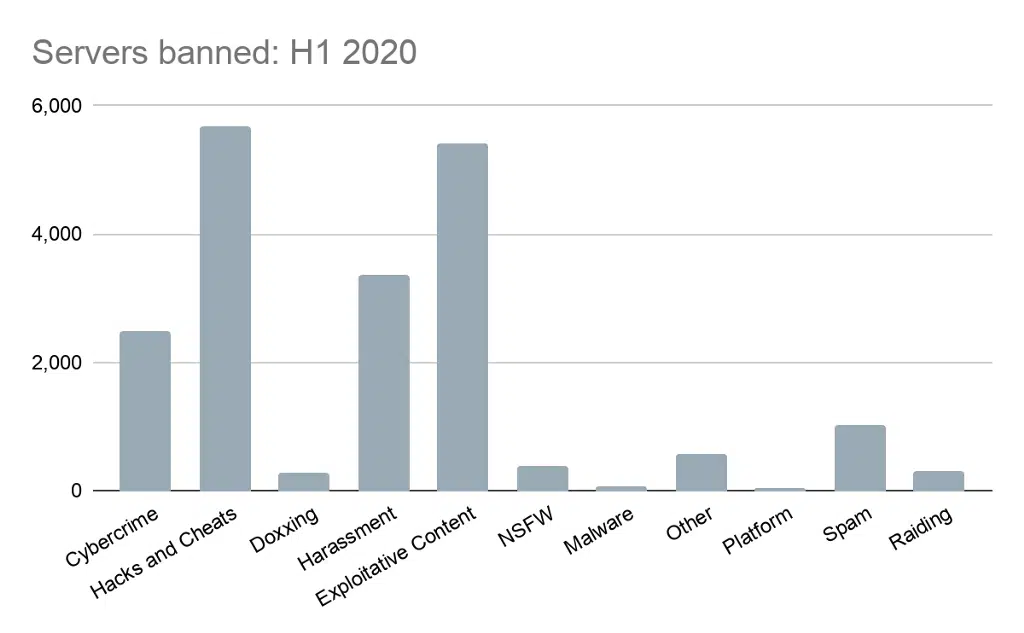 Servers banned: H1 2020
6,000
4,000
2,000
0
Cybercrime
Hacks and Cheats
Doxxing
Harassment
Exploitative Content
NSFW
Malware
Other
Platform
Spam
Raiding